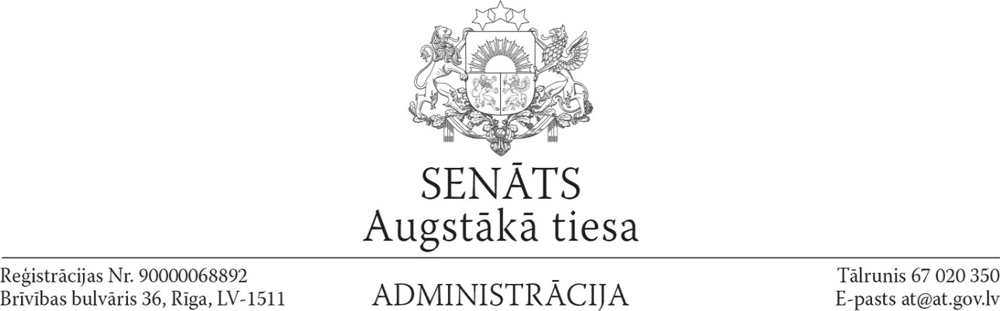 SENĀTS
Augstākā tiesa
Reģistrācijas Nr. 90000068892
Brīvības bulvāris 36, Rīga, LV-1511
ADMINISTRĀCIJA
Tālrunis 67 020 350
E-pasts at@at.gov.lv